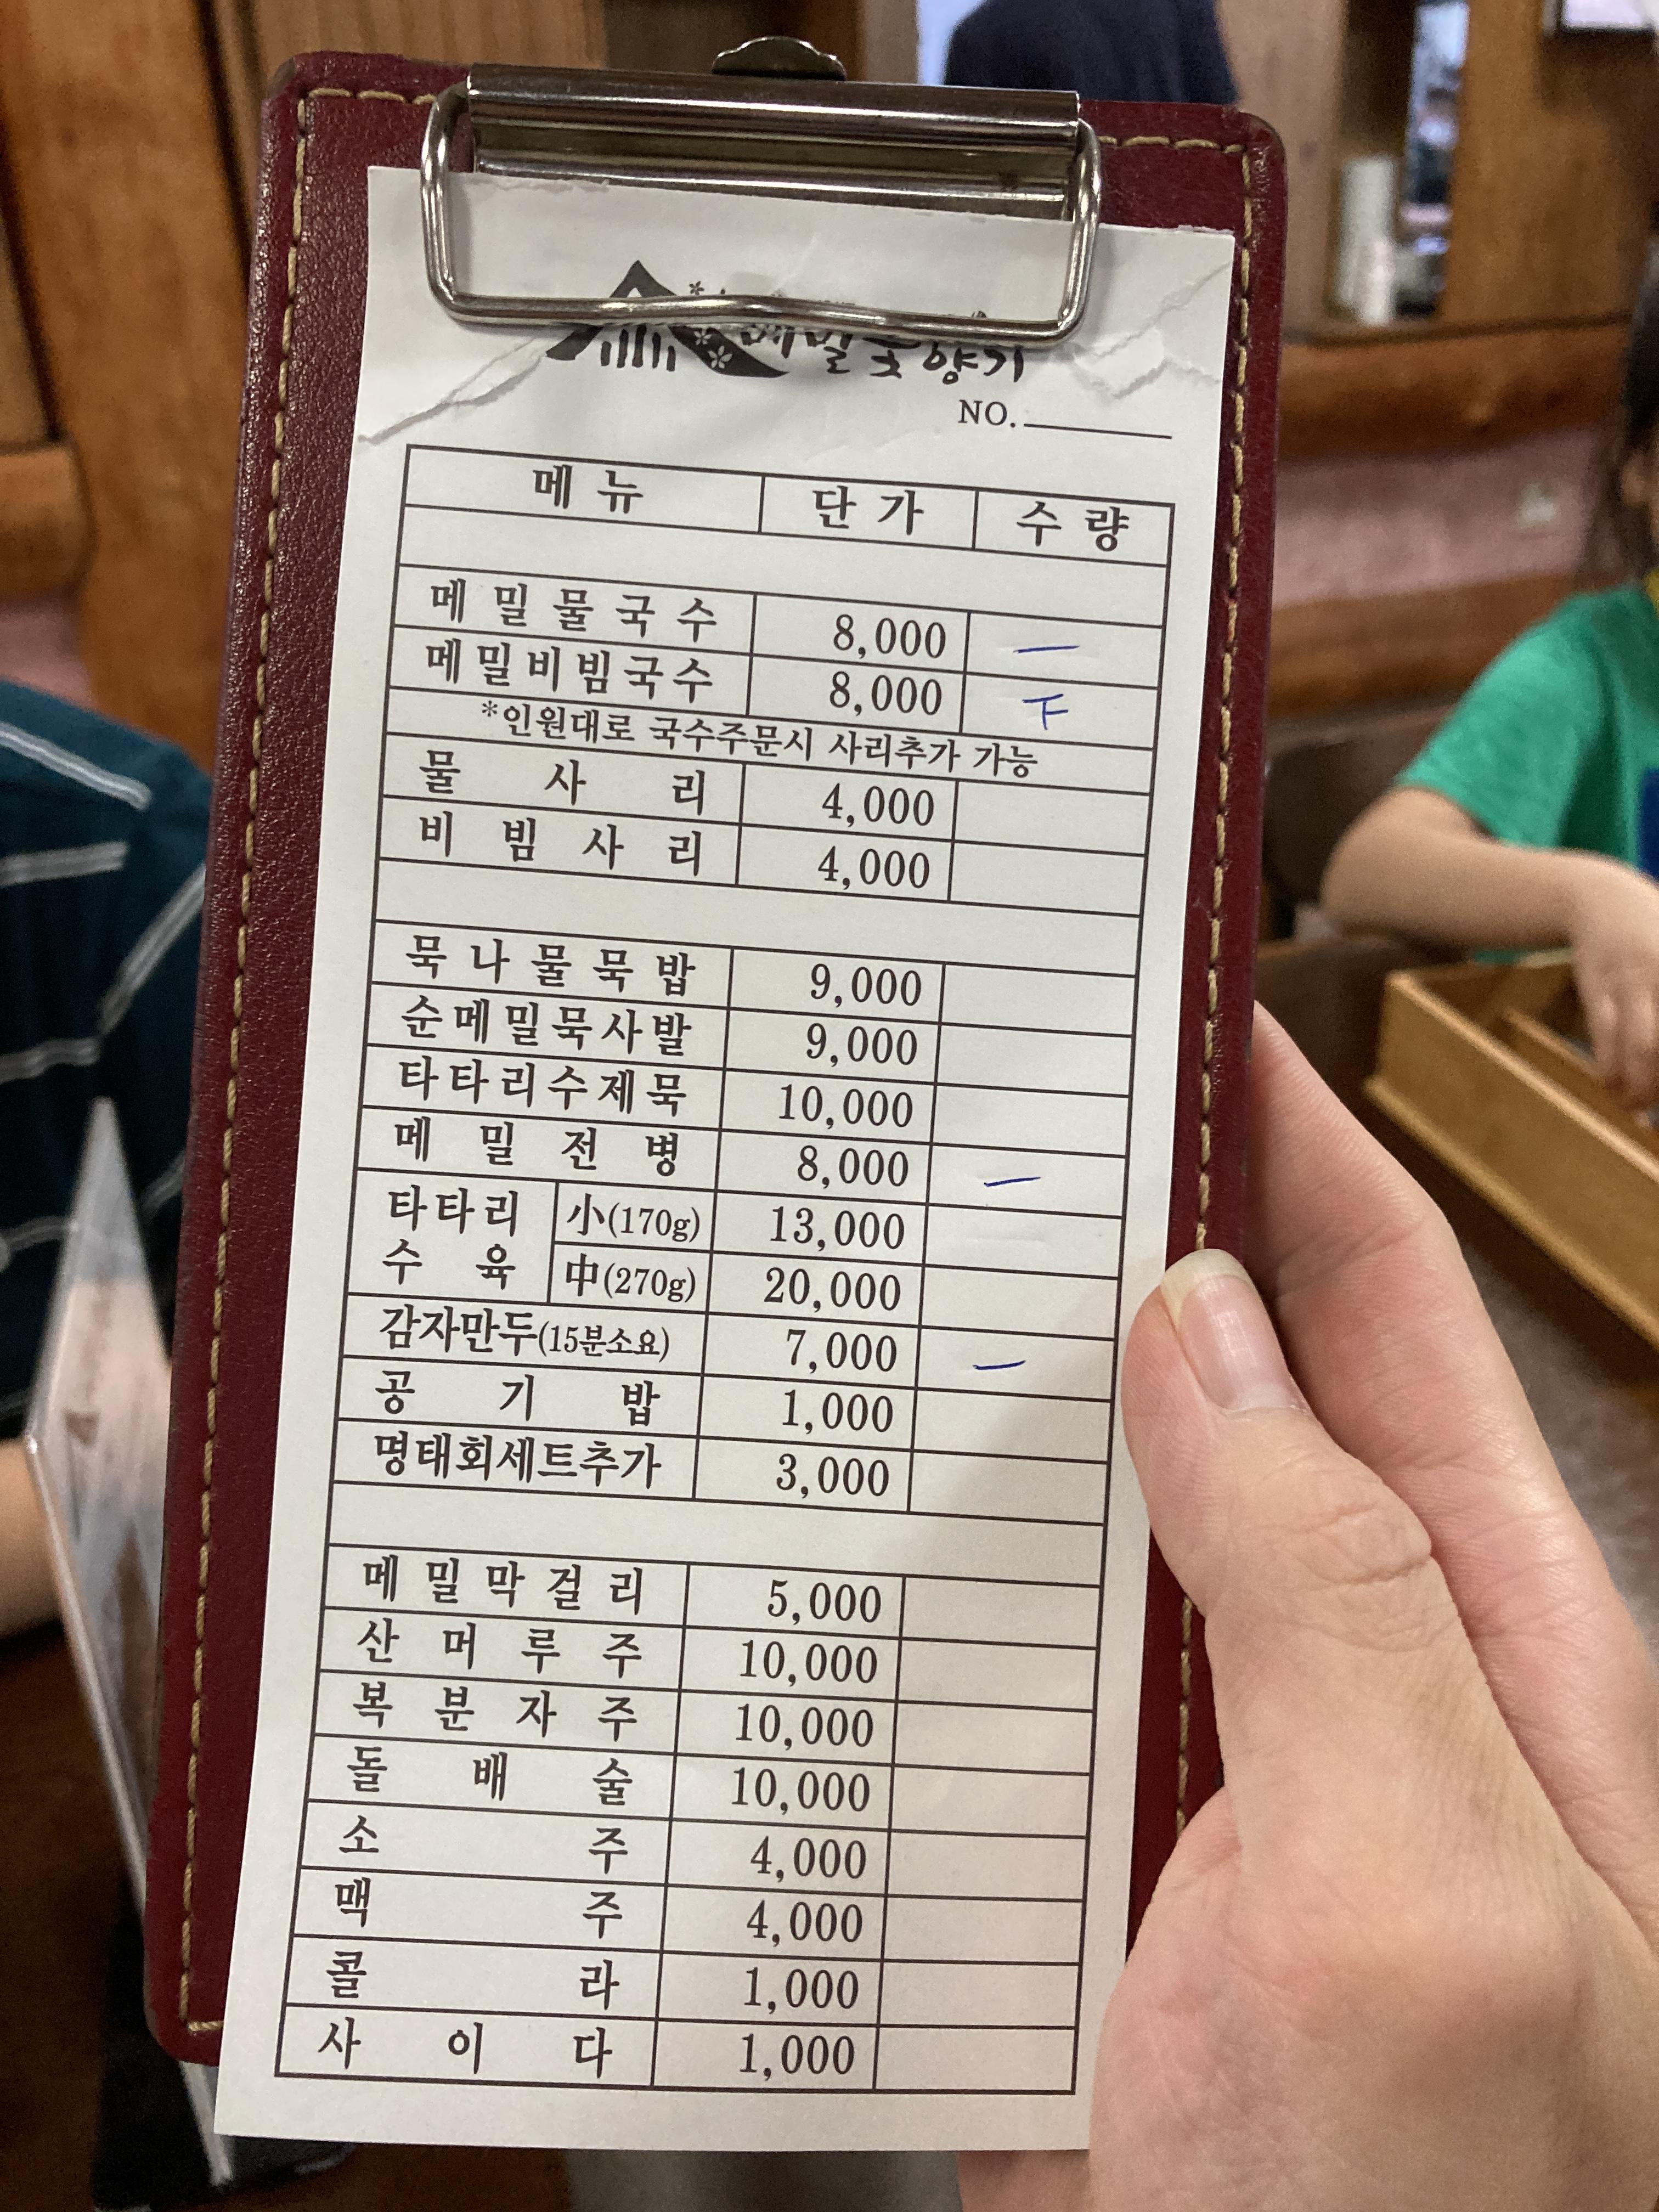 메밀꽃향기
NO.
메뉴 단가 수량
메밀물국수 8,000 一
메밀비빔국수 8,000 下
*인원대로 국수주문시 사리추가 가능
물사리 4,000
비빔사리 4,000
묵나물묵밥 9,000
순메밀묵사발 9,000
타타리수제묵 10,000
메밀전병 8,000 一
타타리 수육 小(170g) 13,000
中(270g) 20,000
감자만두(15분소요) 7,000 一
공기밥 1,000
명태회세트추가 3,000
메밀막걸리 5,000
산머루주 10,000
복분자주 10,000
돌배술 10,000
소주 4,000
맥주 4,000
콜라 1,000
사이다 1,000